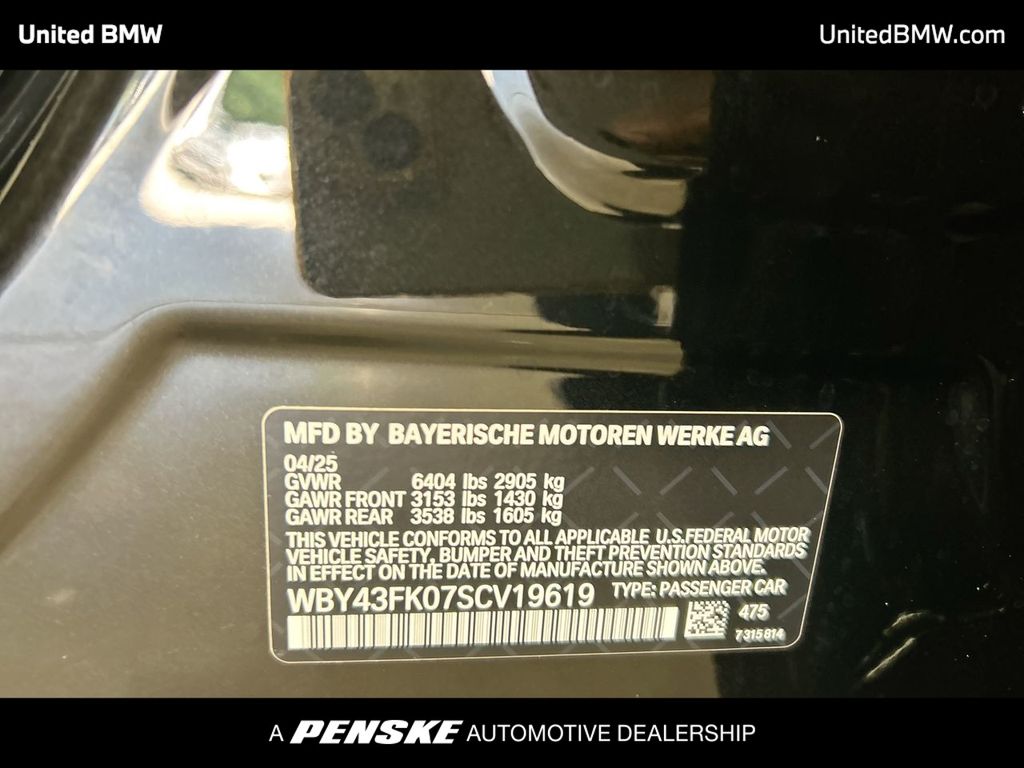 United BMW
UnitedBMW.com
MFD BY BAYERISCHE MOTOREN WERKE AG
04/25
GVWR 6404 lbs 2905 kg
GAWR FRONT 3153 lbs 1430 kg
GAWR REAR 3538 lbs 1605 kg
THIS VEHICLE CONFORMS TO ALL APPLICABLE U.S.FEDERAL MOTOR
VEHICLE SAFETY, BUMPER AND THEFT PREVENTION STANDARDS
IN EFFECT ON THE DATE OF MANUFACTURE SHOWN ABOVE.
WBY43FK07SCV19619 TYPE: PASSENGER CAR
475
7315814
A PENSKE AUTOMOTIVE DEALERSHIP